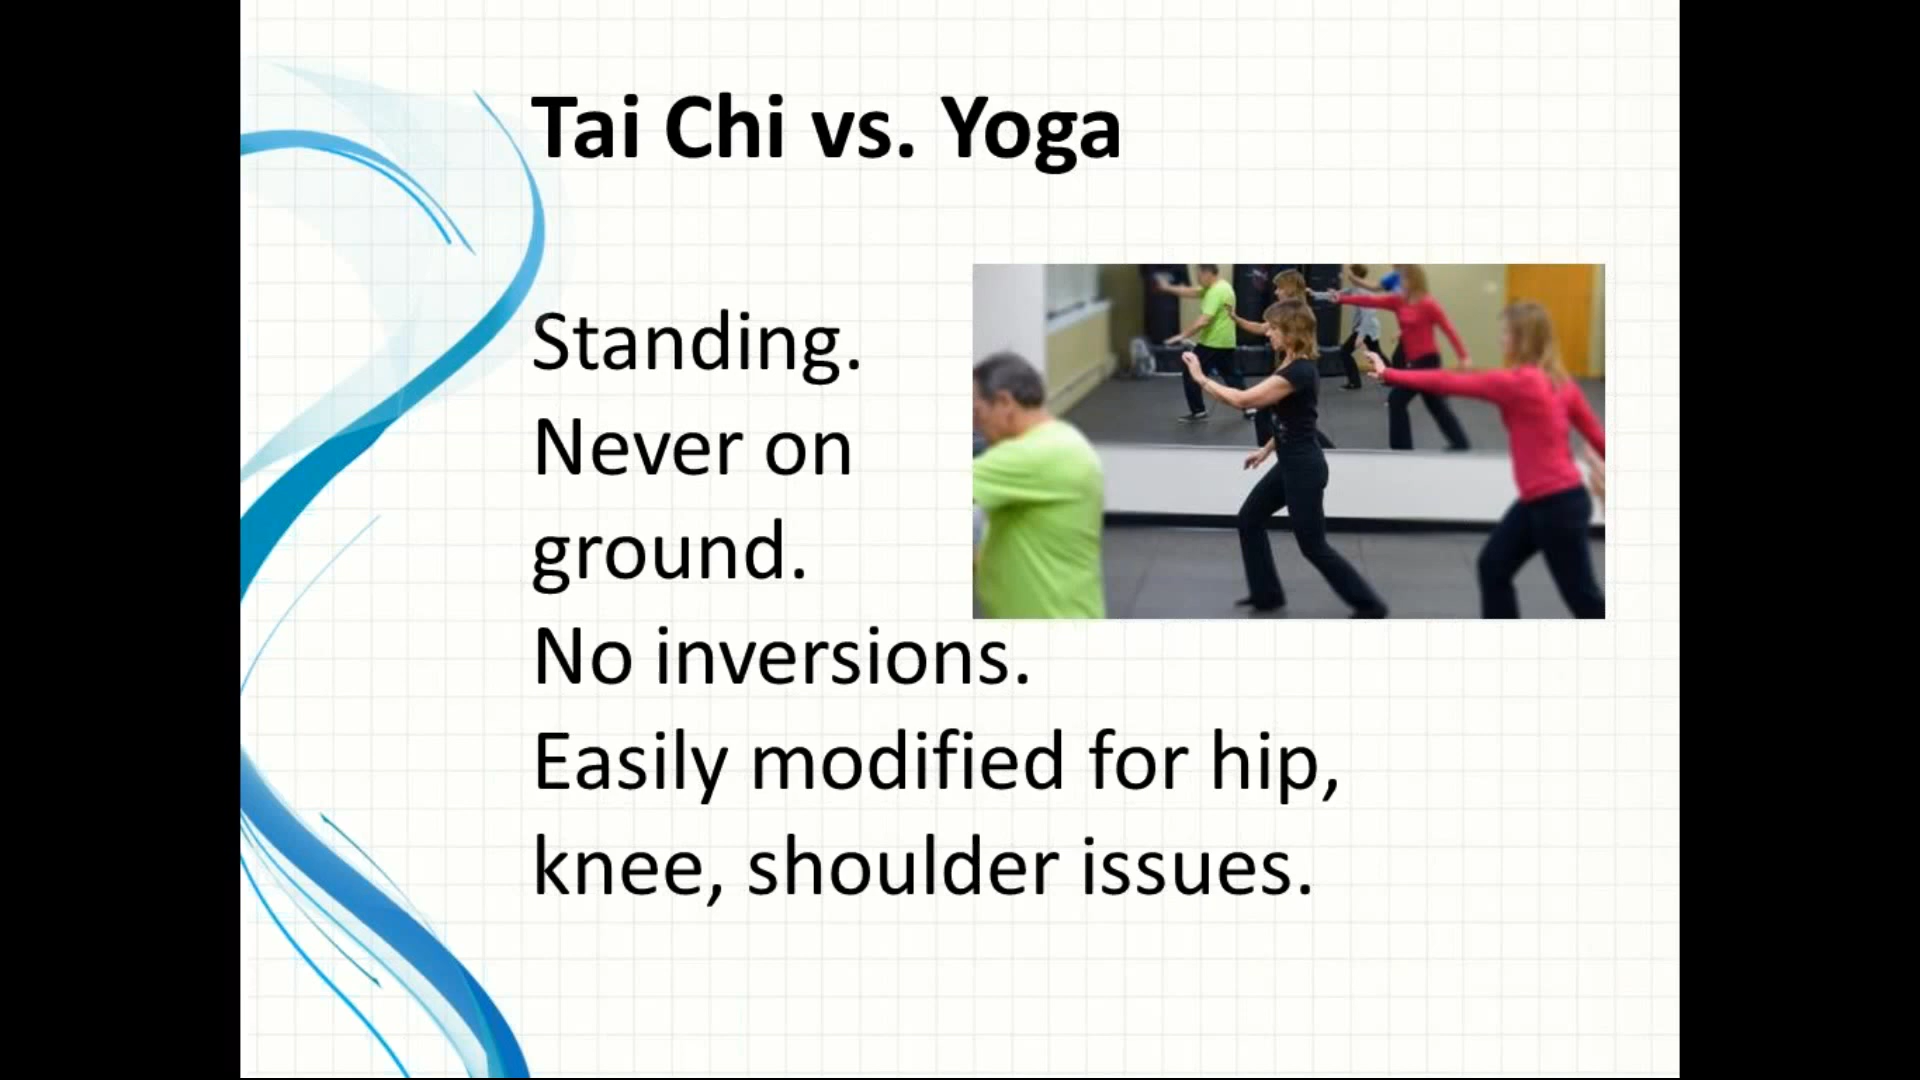 Tai Chi vs. Yoga
Standing.
Never on
ground.
No inversions.
Easily modified for hip,
knee, shoulder issues.